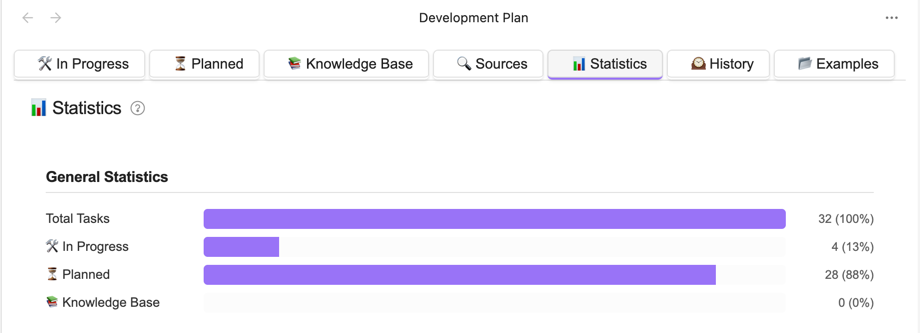 Development Plan
🛠 In Progress
⏳ Planned
📚 Knowledge Base
🔍 Sources
📊 Statistics
🕰 History
📂 Examples
📊 Statistics ?
General Statistics
Total Tasks 32 (100%)
🛠 In Progress 4 (13%)
⏳ Planned 28 (88%)
📚 Knowledge Base 0 (0%)